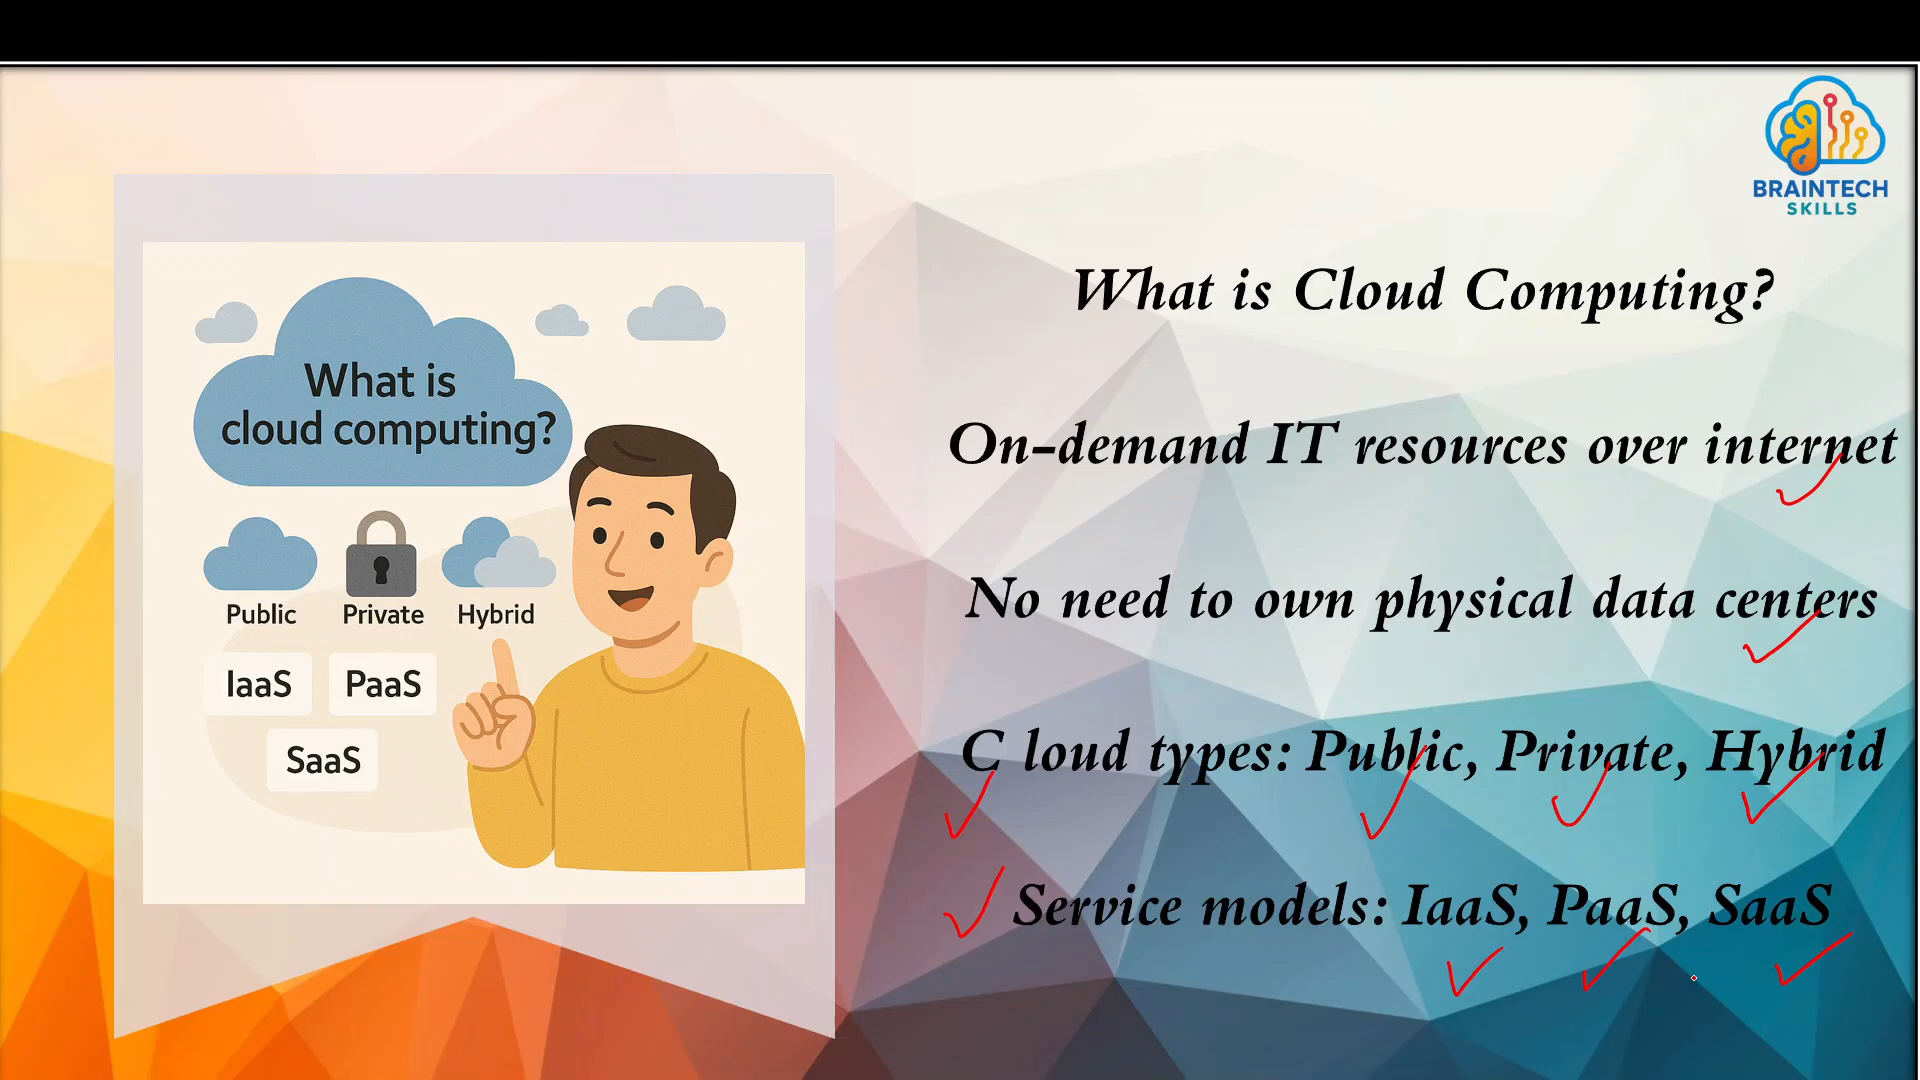 BRAINTECH
SKILLS
What is
cloud computing?
Public Private Hybrid
IaaS PaaS
SaaS
What is Cloud Computing?
On-demand IT resources over internet
No need to own physical data centers
C loud types: Public, Private, Hybrid
Service models: IaaS, PaaS, SaaS